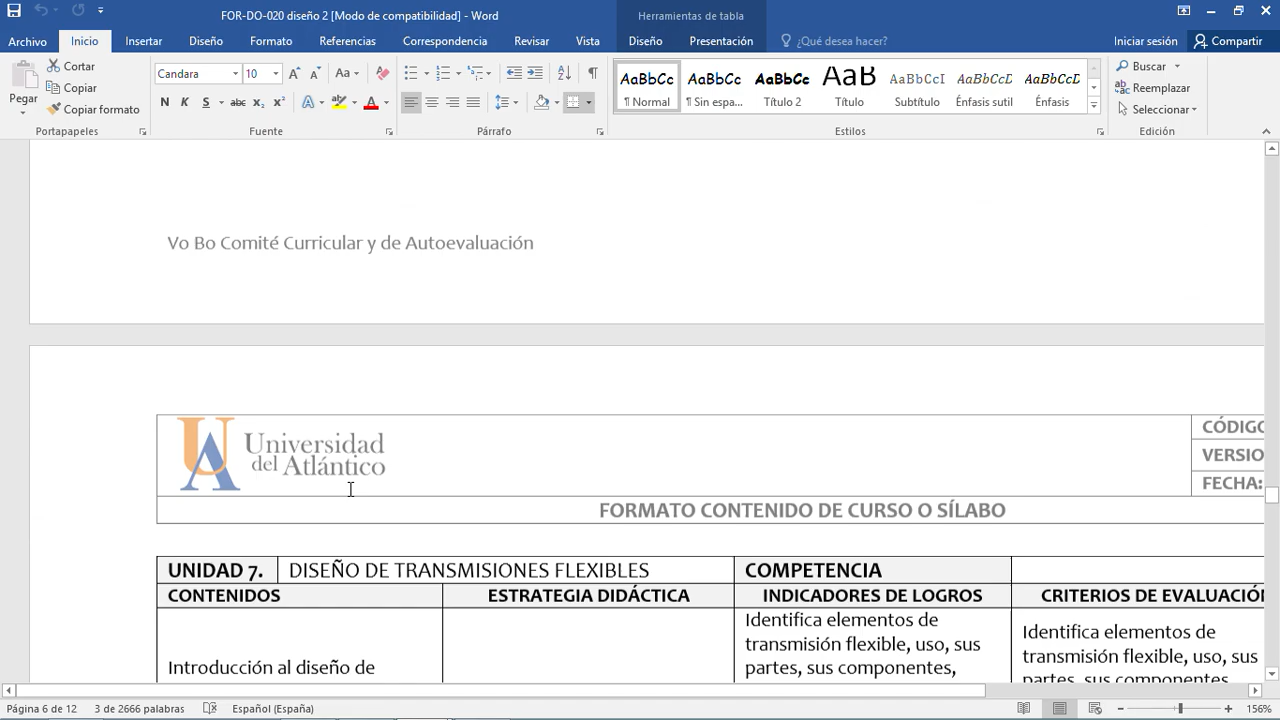 FOR-DO-020 diseño 2 [Modo de compatibilidad] - Word
Herramientas de tabla
Archivo Inicio Insertar Diseño Formato Referencias Correspondencia Revisar Vista Diseño Presentación ¿Qué desea hacer? Iniciar sesión Compartir
Pegar
Cortar
Copiar
Copiar formato
Portapapeles
Candara 10
Fuente
Párrafo
AaBbCc AaBbCc AaBbCc AaB AaBbCcI AaBbCcD AaBbCcD
¶ Normal ¶ Sin espa... Título 2 Título Subtítulo Énfasis sutil Énfasis
Estilos
Buscar
Reemplazar
Seleccionar
Edición
Vo Bo Comité Curricular y de Autoevaluación
Universidad
del Atlántico
CÓDIGO
VERSIO
FECHA:
FORMATO CONTENIDO DE CURSO O SÍLABO
UNIDAD 7. DISEÑO DE TRANSMISIONES FLEXIBLES COMPETENCIA
CONTENIDOS ESTRATEGIA DIDÁCTICA INDICADORES DE LOGROS CRITERIOS DE EVALUACIÓN
Introducción al diseño de
Identifica elementos de
transmisión flexible, uso, sus
partes, sus componentes,
Identifica elementos de
transmisión flexible, uso, sus
partes, sus componentes,
Página 6 de 12 3 de 2666 palabras Español (España) 156%